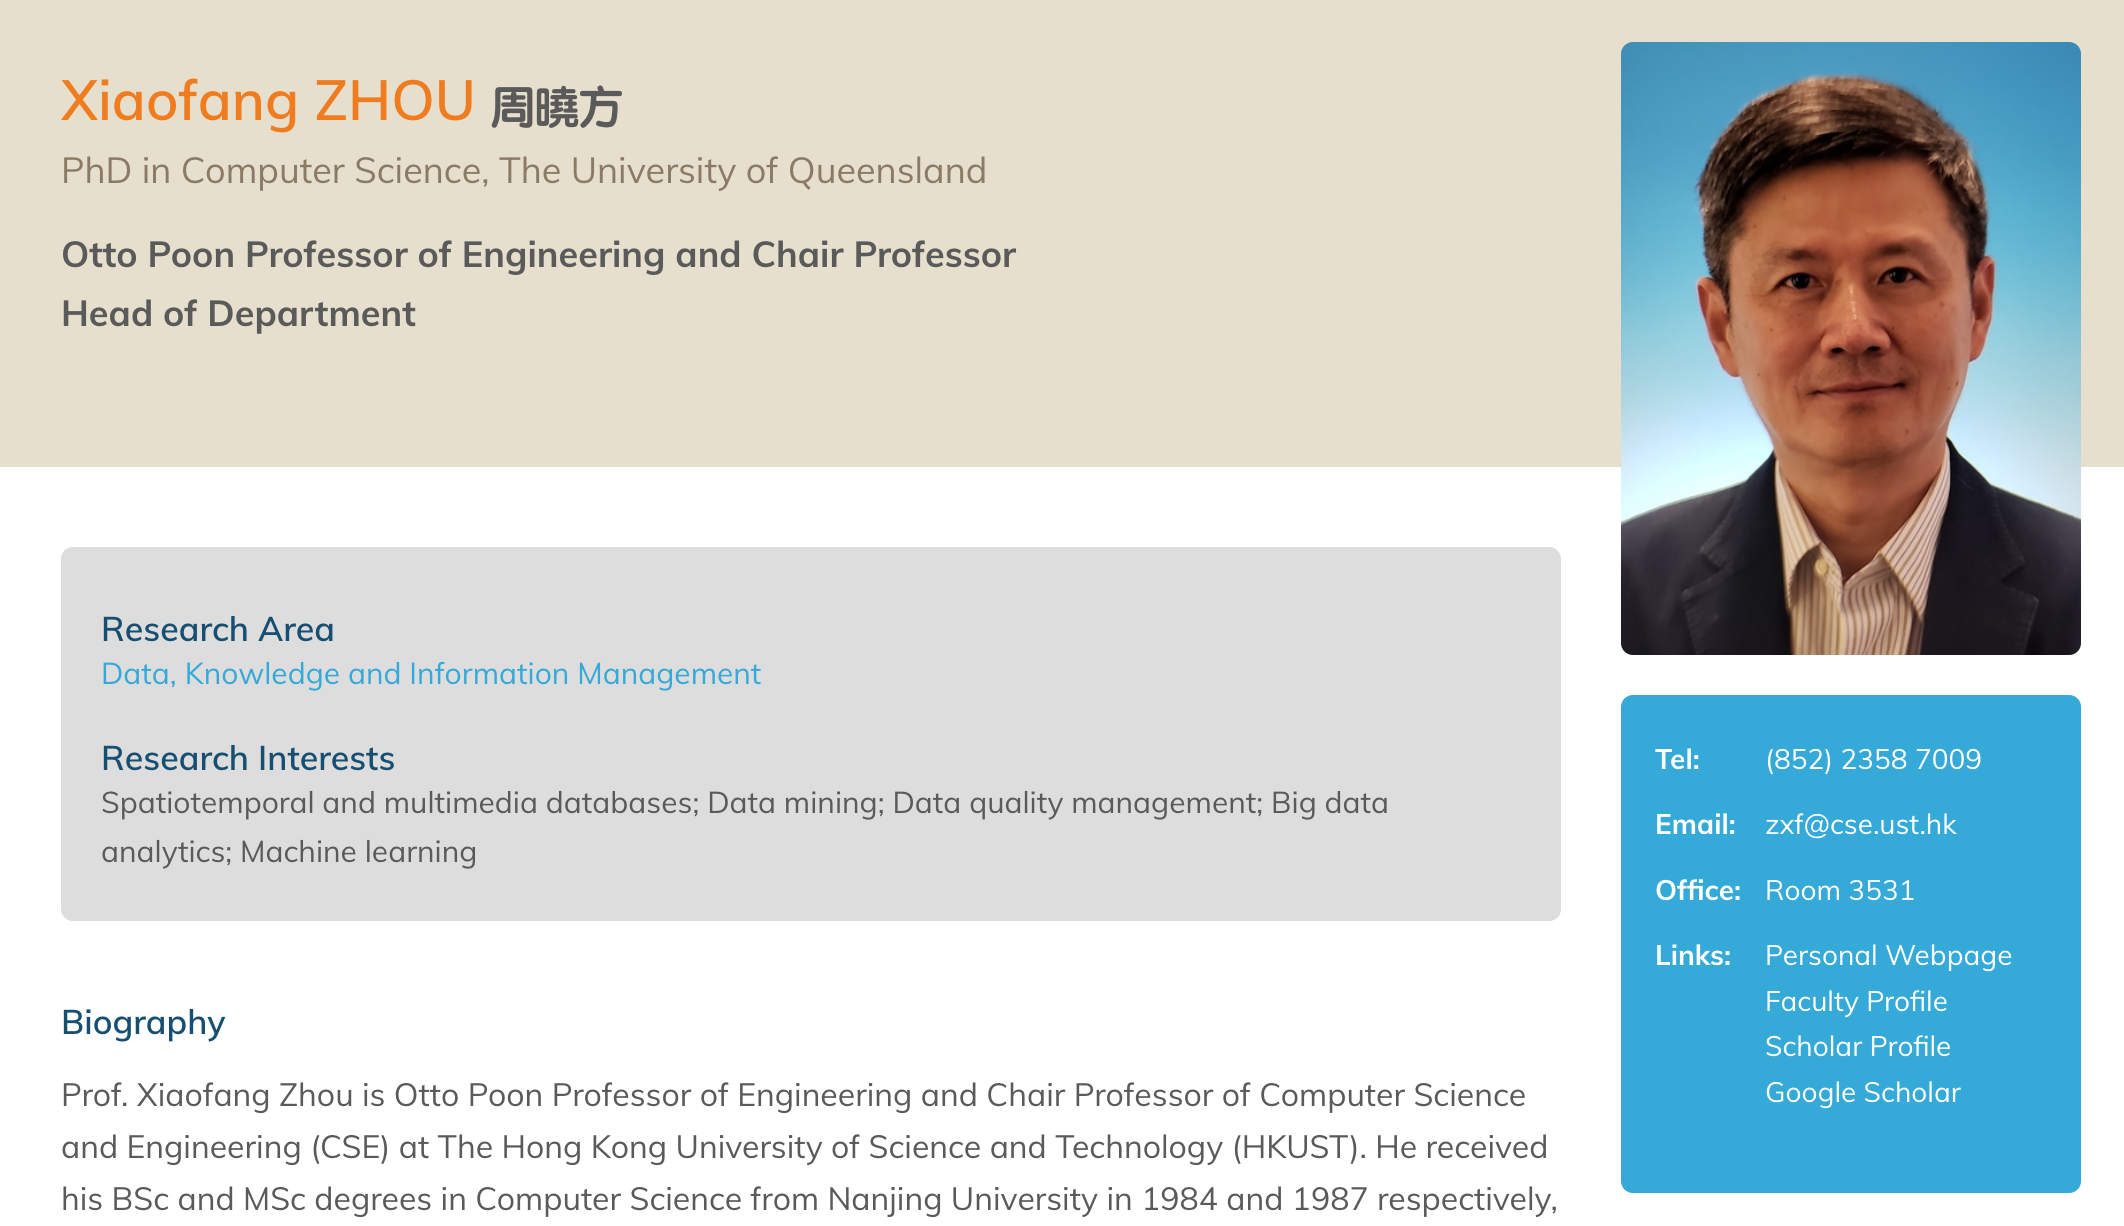 Xiaofang ZHOU 周曉方
PhD in Computer Science, The University of Queensland
Otto Poon Professor of Engineering and Chair Professor
Head of Department
Research Area
Data, Knowledge and Information Management
Research Interests
Spatiotemporal and multimedia databases; Data mining; Data quality management; Big data
analytics; Machine learning
Biography
Prof. Xiaofang Zhou is Otto Poon Professor of Engineering and Chair Professor of Computer Science
and Engineering (CSE) at The Hong Kong University of Science and Technology (HKUST). He received
his BSc and MSc degrees in Computer Science from Nanjing University in 1984 and 1987 respectively,
Tel: (852) 2358 7009
Email: zxf@cse.ust.hk
Office: Room 3531
Links: Personal Webpage
Faculty Profile
Scholar Profile
Google Scholar